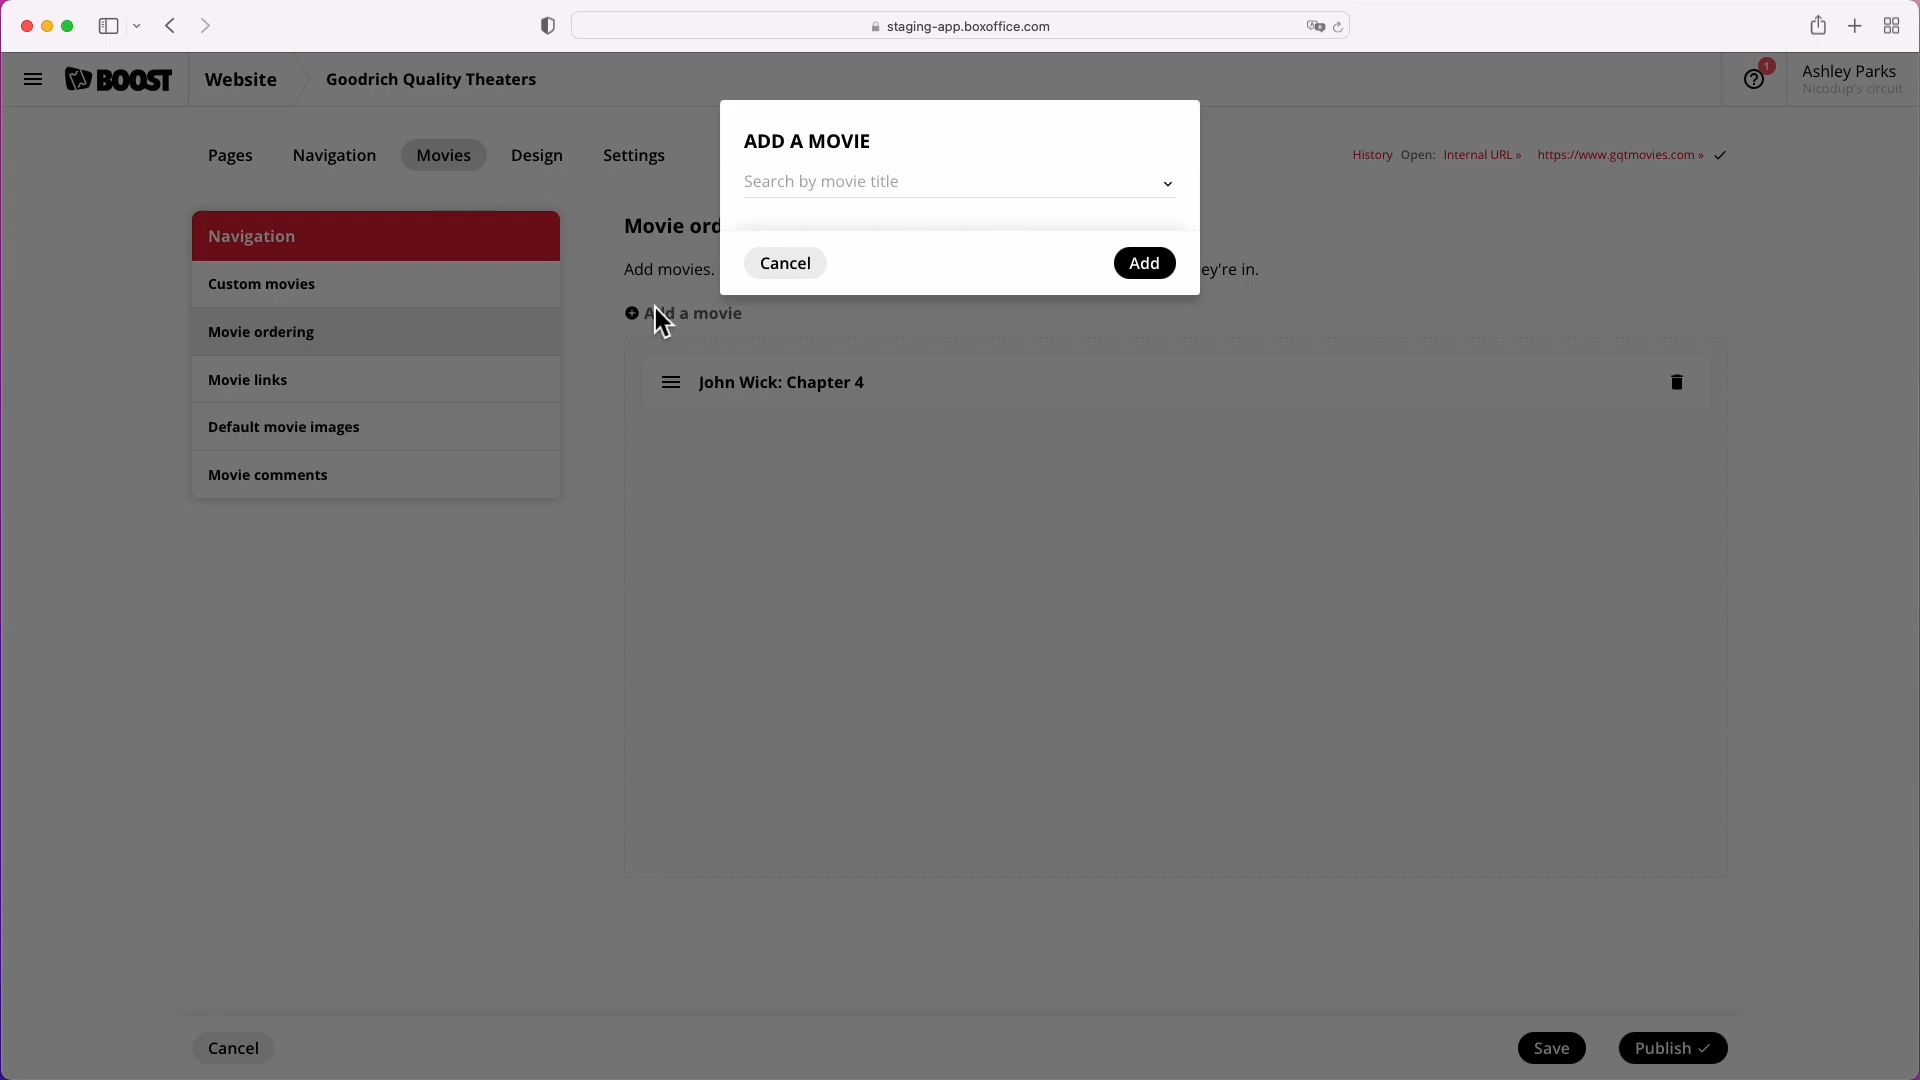 staging-app.boxoffice.com
BOOST
Website
Goodrich Quality Theaters
1
Ashley Parks
Nicodup's circuit
Pages
Navigation
Movies
Design
Settings
History
Open:
Internal URL »
https://www.gqtmovies.com »
ADD A MOVIE
Search by movie title
Cancel
Add
Navigation
Custom movies
Movie ordering
Movie links
Default movie images
Movie comments
Movie ord
Add movies.
ey're in.
Add a movie
John Wick: Chapter 4
Cancel
Save
Publish